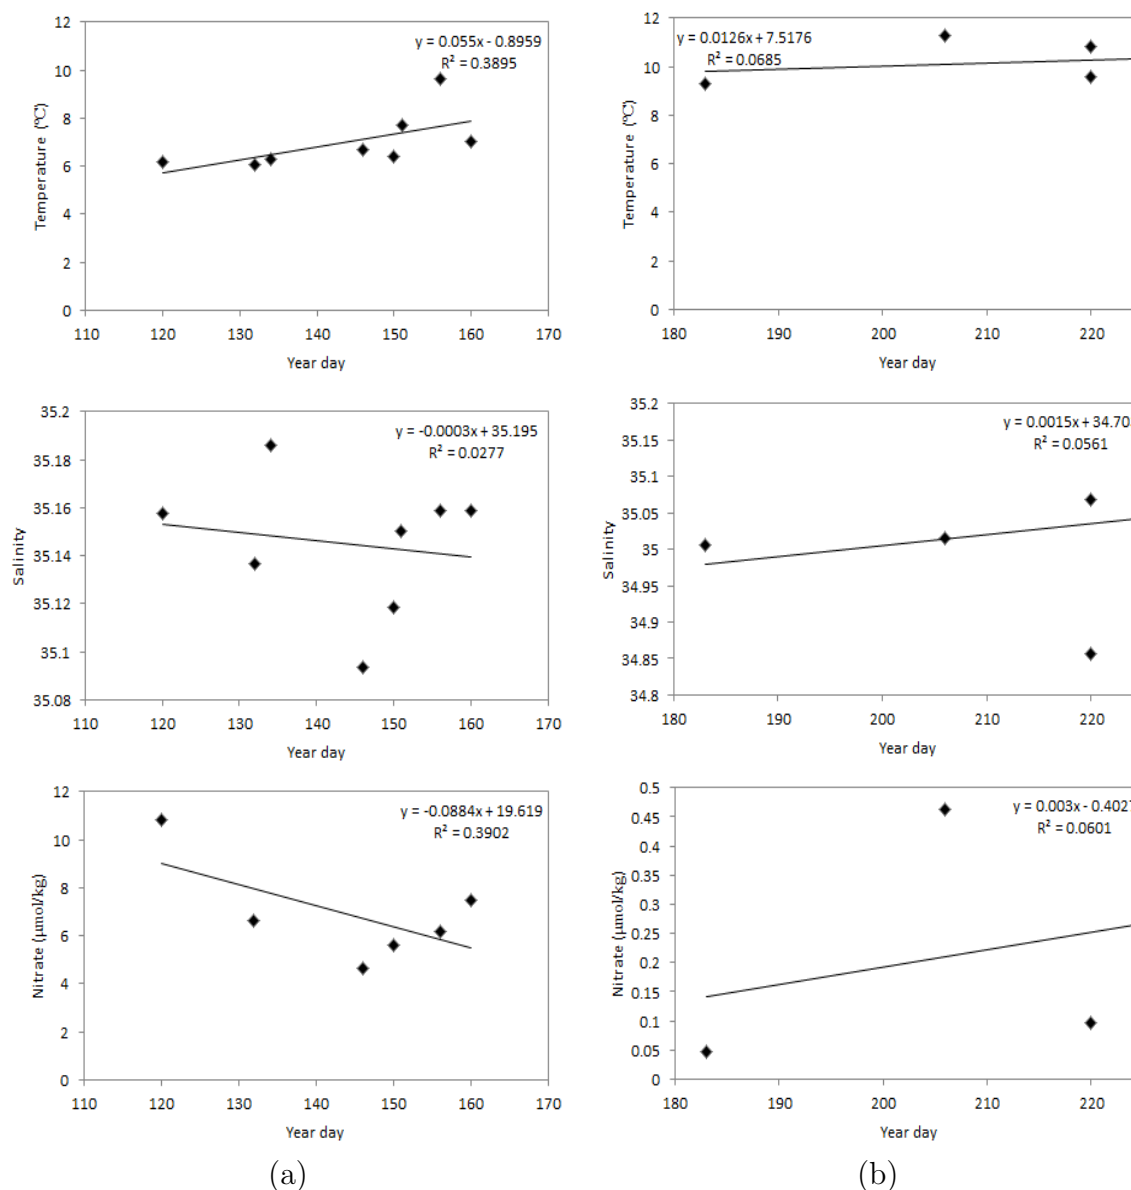 12
10
8
6
4
2
0
110 120 130 140 150 160 170
Temperature (°C)
Year day
y = 0.055x - 0.8959
R² = 0.3895
12
10
8
6
4
2
0
180 190 200 210 220
Temperature (°C)
Year day
y = 0.0126x + 7.5176
R² = 0.0685
35.2
35.18
35.16
35.14
35.12
35.1
35.08
110 120 130 140 150 160 170
Salinity
Year day
y = -0.0003x + 35.195
R² = 0.0277
35.2
35.15
35.1
35.05
35
34.95
34.9
34.85
34.8
180 190 200 210 220
Salinity
Year day
y = 0.0015x + 34.70
R² = 0.0561
12
10
8
6
4
2
0
110 120 130 140 150 160 170
Nitrate (µmol/kg)
Year day
y = -0.0884x + 19.619
R² = 0.3902
0.5
0.45
0.4
0.35
0.3
0.25
0.2
0.15
0.1
0.05
0
180 190 200 210 220
Nitrate (µmol/kg)
Year day
y = 0.003x - 0.4027
R² = 0.0601
(a)
(b)